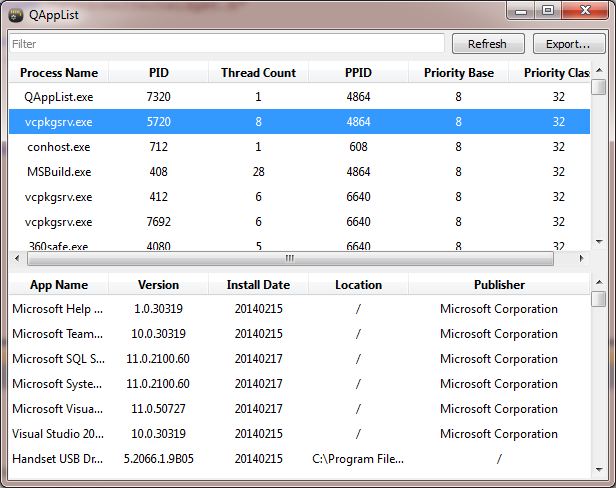 QAppList
Filter Refresh Export...
Process Name PID Thread Count PPID Priority Base Priority Clas
QAppList.exe 7320 1 4864 8 32
vcpkgsrv.exe 5720 8 4864 8 32
conhost.exe 712 1 608 8 32
MSBuild.exe 408 28 4864 8 32
vcpkgsrv.exe 412 6 6640 8 32
vcpkgsrv.exe 7692 6 6640 8 32
360safe.exe 4080 5 6640 8 32
App Name Version Install Date Location Publisher
Microsoft Help ... 1.0.30319 20140215 / Microsoft Corporation
Microsoft Team... 10.0.30319 20140215 / Microsoft Corporation
Microsoft SQL S... 11.0.2100.60 20140217 / Microsoft Corporation
Microsoft Syste... 11.0.2100.60 20140217 / Microsoft Corporation
Microsoft Visua... 11.0.50727 20140217 / Microsoft Corporation
Visual Studio 20... 10.0.30319 20140215 / Microsoft Corporation
Handset USB Dr... 5.2066.1.9B05 20140215 C:\Program File... /